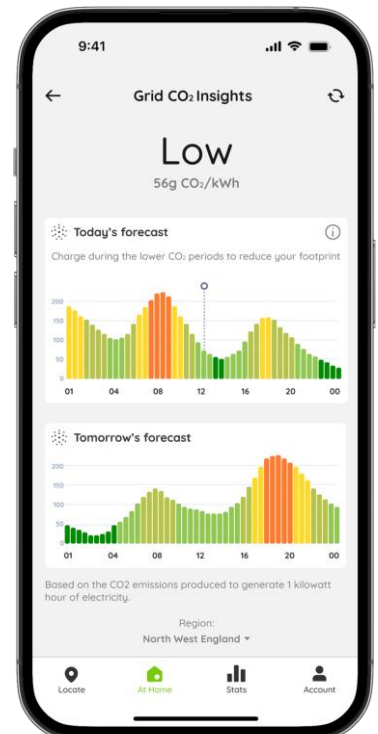 9:41
Grid CO₂ Insights
Low
56g CO₂/kWh
Today's forecast
Charge during the lower CO₂ periods to reduce your footprint
200
150
100
50
01 04 08 12 16 20 00
Tomorrow's forecast
200
150
100
50
01 04 08 12 16 20 00
Based on the CO2 emissions produced to generate 1 kilowatt
hour of electricity.
Region:
North West England
Locate At Home Stats Account